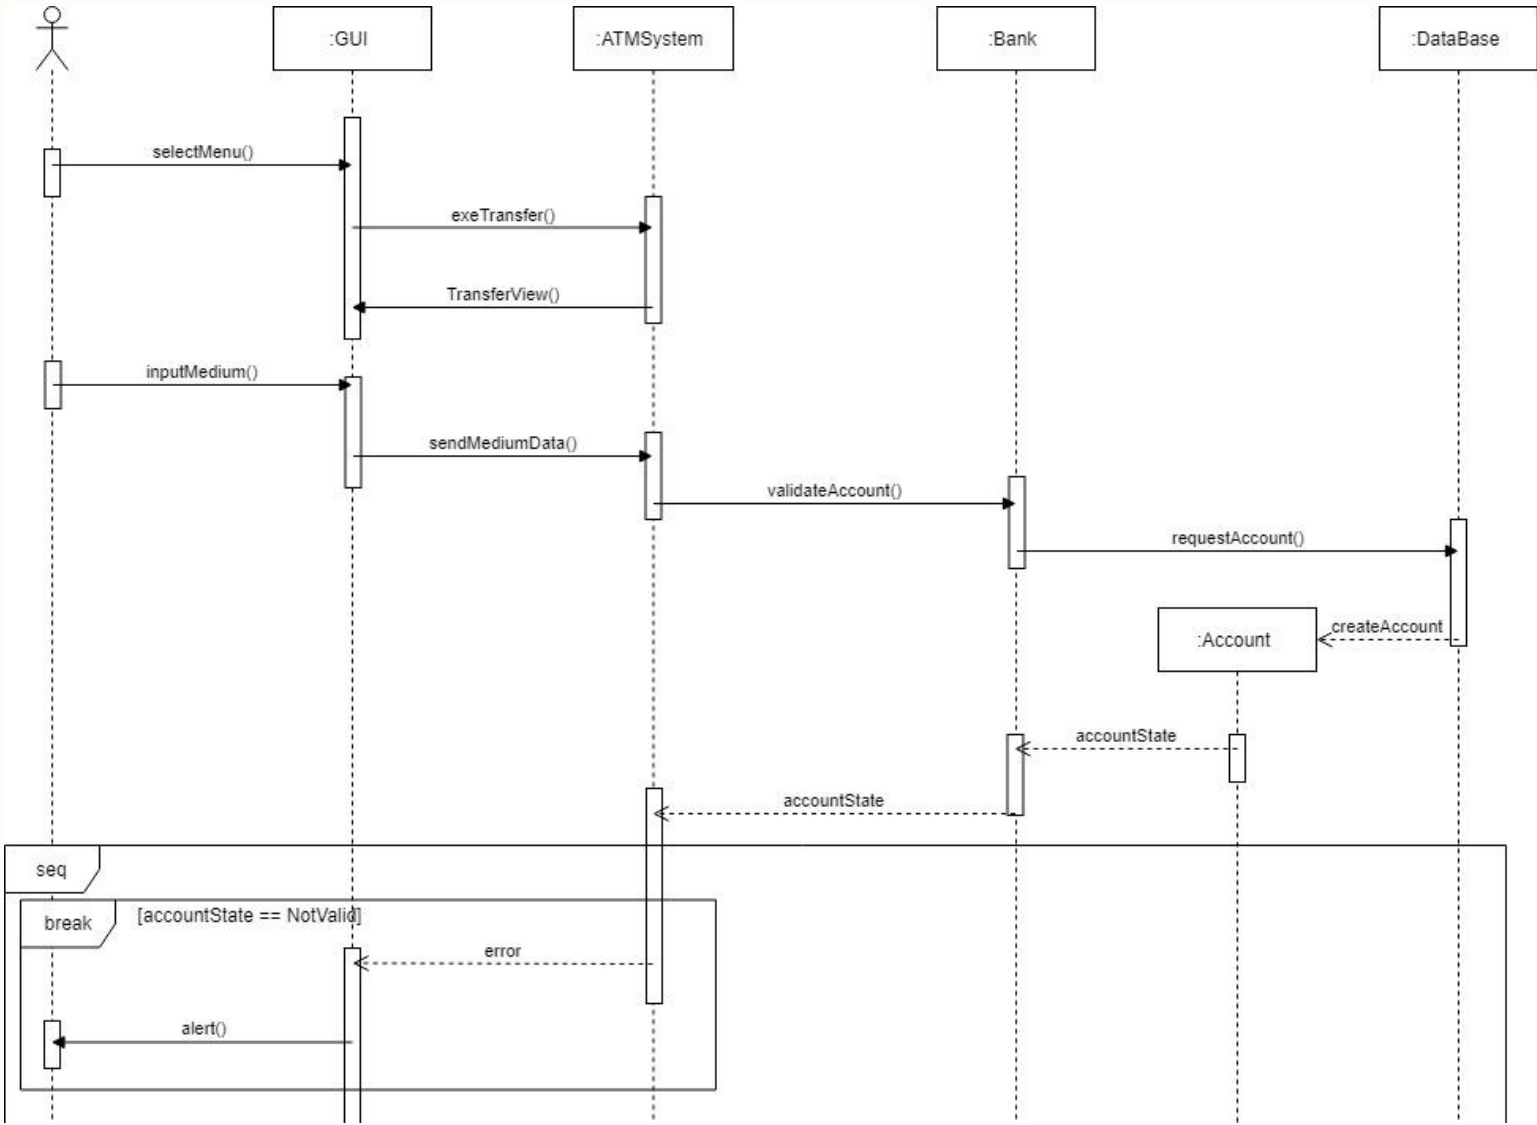 :GUI
:ATMSystem
:Bank
:DataBase
selectMenu()
exeTransfer()
TransferView()
inputMedium()
sendMediumData()
validateAccount()
requestAccount()
createAccount
:Account
accountState
accountState
seq
break
[accountState == NotValid]
error
alert()